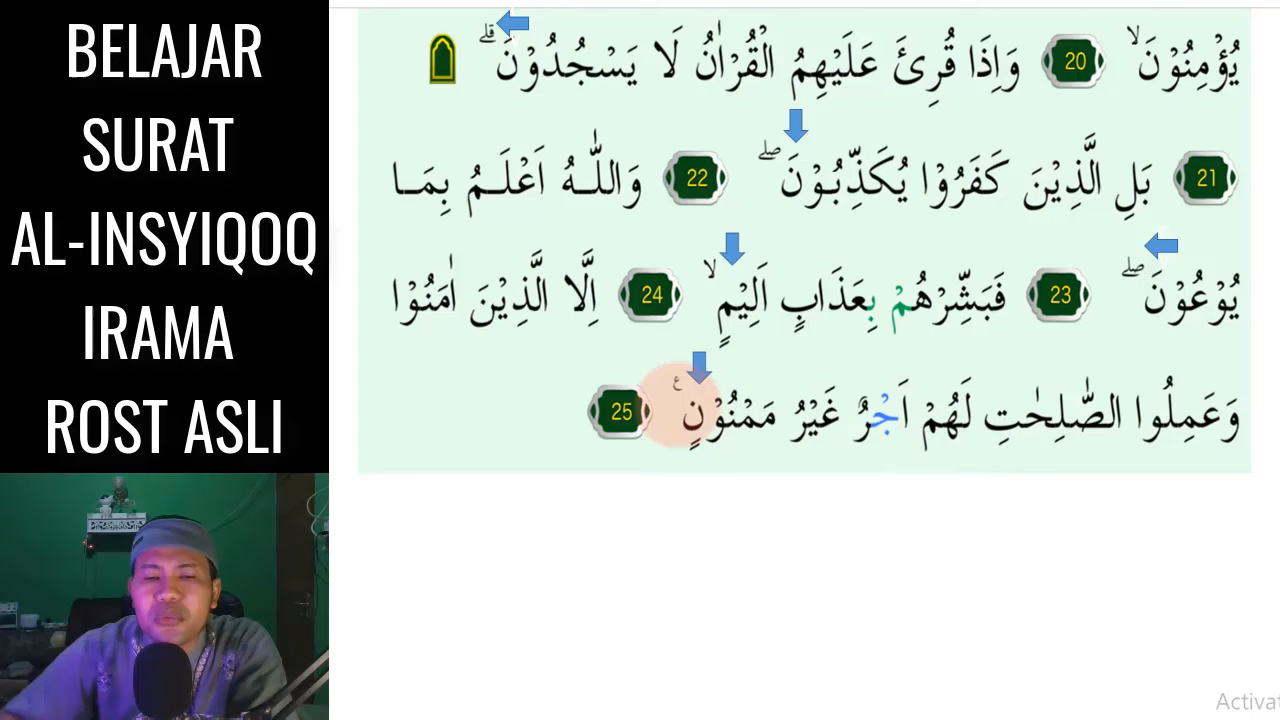 BELAJAR
SURAT
AL-INSYIQOQ
IRAMA
ROST ASLI
يُؤْمِنُوْنَۙ 20 وَاِذَا قُرِئَ عَلَيْهِمُ الْقُرْاٰنُ لَا يَسْجُدُوْنَ ۗ ۩
21 بَلِ الَّذِيْنَ كَفَرُوْا يُكَذِّبُوْنَۖ 22 وَاللّٰهُ اَعْلَمُ بِمَا
يُوْعُوْنَۖ 23 فَبَشِّرْهُمْ بِعَذَابٍ اَلِيْمٍۙ 24 اِلَّا الَّذِيْنَ اٰمَنُوْا
وَعَمِلُوا الصّٰلِحٰتِ لَهُمْ اَجْرٌ غَيْرُ مَمْنُوْنٍ ࣖ 25
Activat